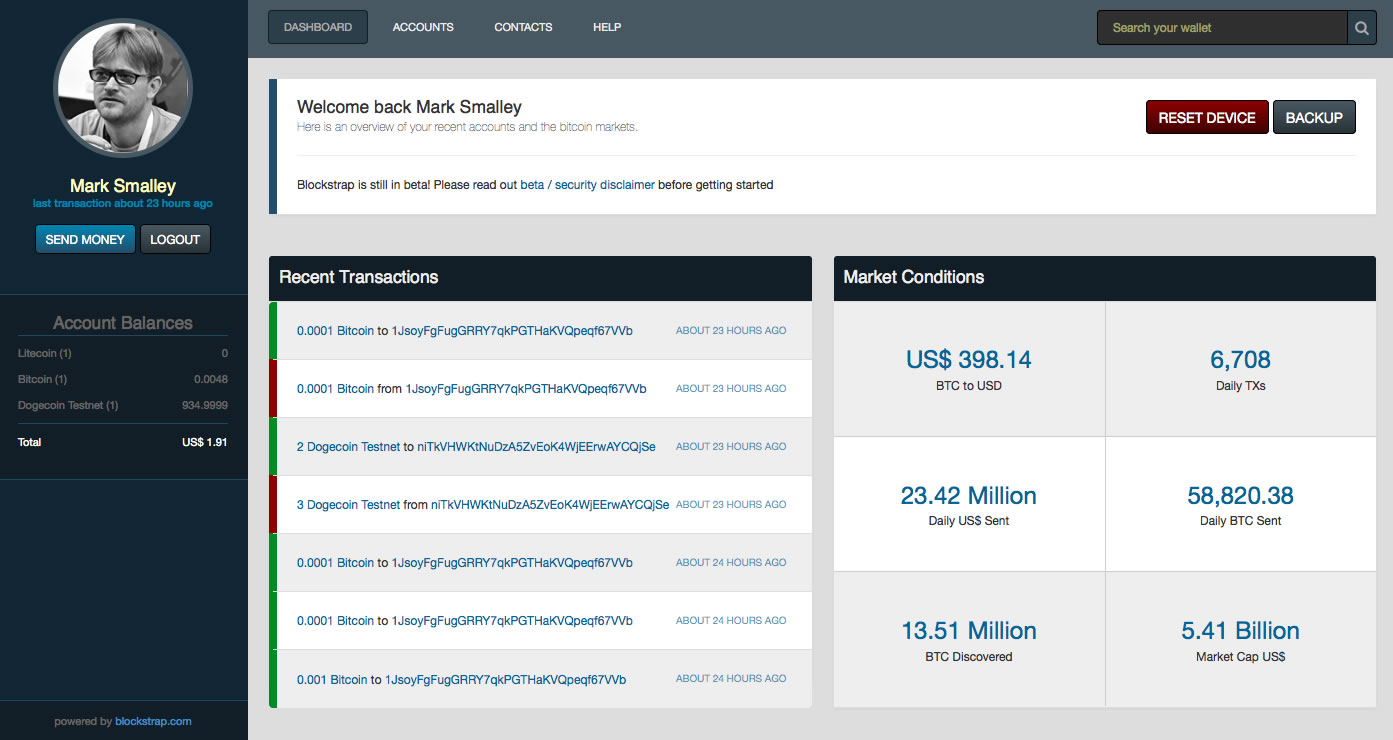 DASHBOARD
ACCOUNTS
CONTACTS
HELP
Search your wallet
Mark Smalley
last transaction about 23 hours ago
SEND MONEY
LOGOUT
Account Balances
Litecoin (1) 0
Bitcoin (1) 0.0048
Dogecoin Testnet (1) 934.9999
Total US$ 1.91
powered by blockstrap.com
Welcome back Mark Smalley
Here is an overview of your recent accounts and the bitcoin markets.
RESET DEVICE
BACKUP
Blockstrap is still in beta! Please read out beta / security disclaimer before getting started
Recent Transactions
0.0001 Bitcoin to 1JsoyFgFugGRRY7qkPGTHaKVQpeqf67VVb ABOUT 23 HOURS AGO
0.0001 Bitcoin from 1JsoyFgFugGRRY7qkPGTHaKVQpeqf67VVb ABOUT 23 HOURS AGO
2 Dogecoin Testnet to niTkVHWKtNuDzA5ZvEoK4WjEErwAYCQjSe ABOUT 23 HOURS AGO
3 Dogecoin Testnet from niTkVHWKtNuDzA5ZvEoK4WjEErwAYCQjSe ABOUT 23 HOURS AGO
0.0001 Bitcoin to 1JsoyFgFugGRRY7qkPGTHaKVQpeqf67VVb ABOUT 24 HOURS AGO
0.0001 Bitcoin to 1JsoyFgFugGRRY7qkPGTHaKVQpeqf67VVb ABOUT 24 HOURS AGO
0.001 Bitcoin to 1JsoyFgFugGRRY7qkPGTHaKVQpeqf67VVb ABOUT 24 HOURS AGO
Market Conditions
US$ 398.14
BTC to USD
6,708
Daily TXs
23.42 Million
Daily US$ Sent
58,820.38
Daily BTC Sent
13.51 Million
BTC Discovered
5.41 Billion
Market Cap US$